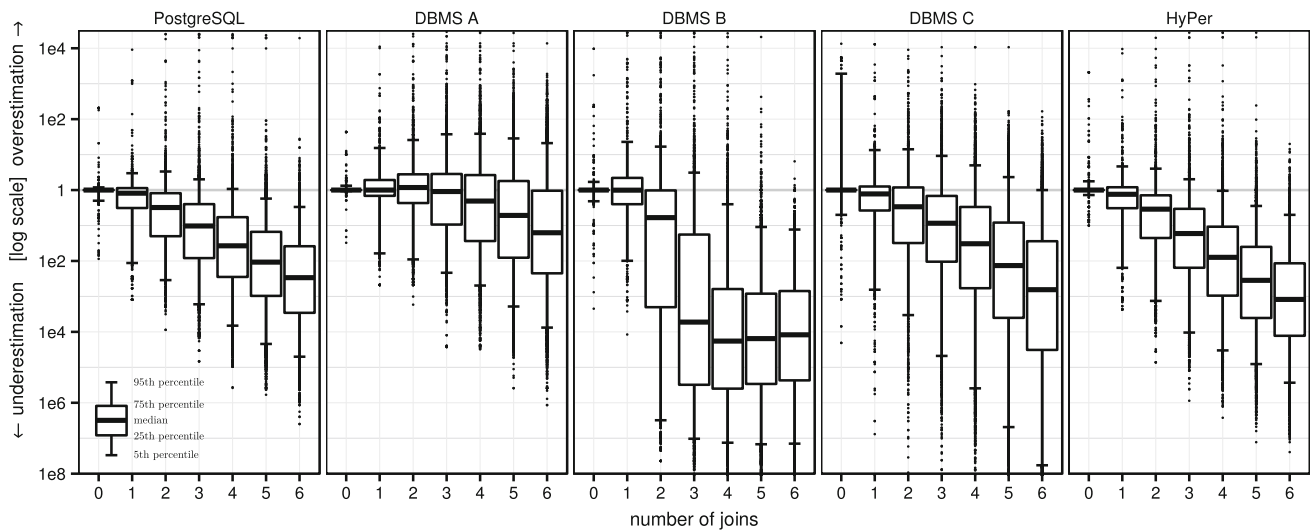 PostgreSQL DBMS A DBMS B DBMS C HyPer
← underestimation [log scale] overestimation →
1e4
1e2
1
1e2
1e4
1e6
1e8
95th percentile
75th percentile
median
25th percentile
5th percentile
0 1 2 3 4 5 6 0 1 2 3 4 5 6 0 1 2 3 4 5 6 0 1 2 3 4 5 6 0 1 2 3 4 5 6
number of joins